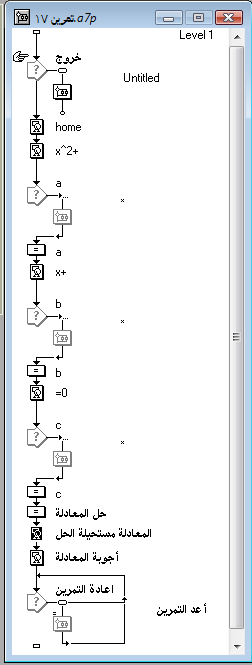 تمرين ١٧.a7p
Level 1
خروج
Untitled
home
x^2+
a
a
x+
b
b
=0
c
c
حل المعادلة
المعادلة مستحيلة الحل
أجوبة المعادلة
اعادة التمرين
أعد التمرين